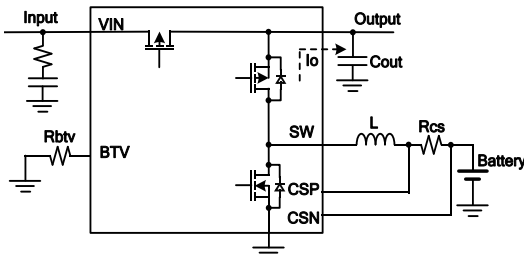 Input
VIN
Output
Io
Cout
Rbtv
BTV
SW
L
Rcs
Battery
CSP
CSN